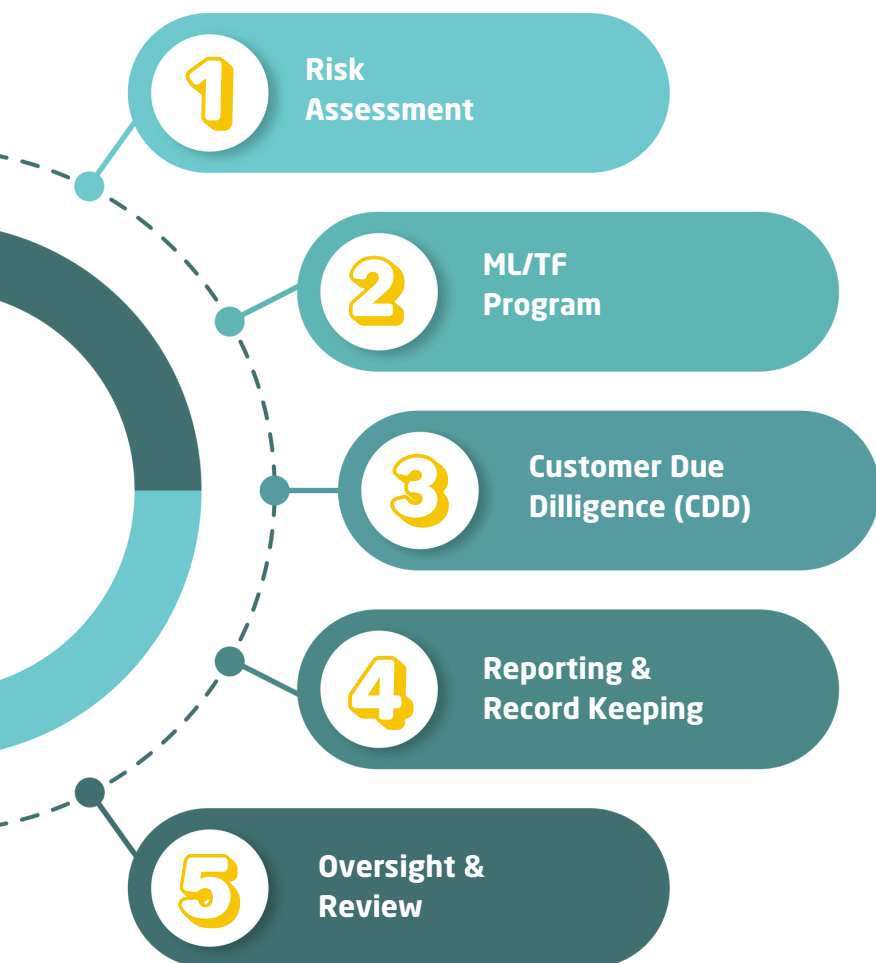 1
Risk
Assessment
2
ML/TF
Program
3
Customer Due
Dilligence (CDD)
4
Reporting &
Record Keeping
5
Oversight &
Review